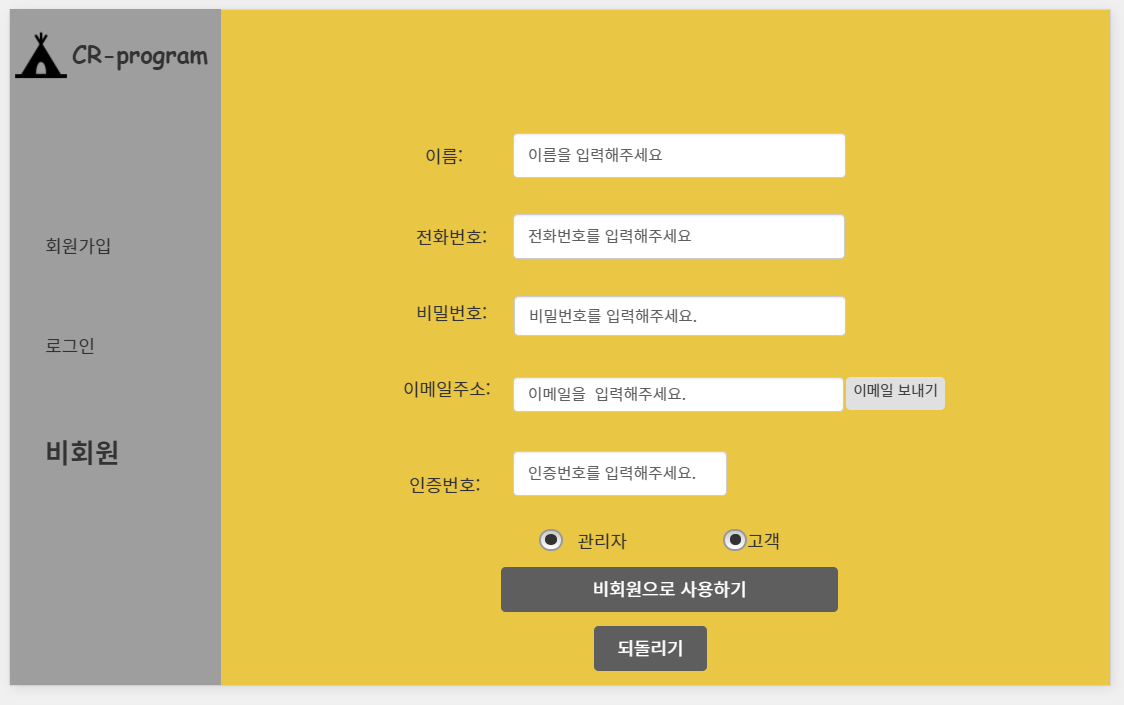 CR-program
회원가입
로그인
비회원
이름: 이름을 입력해주세요
전화번호: 전화번호를 입력해주세요
비밀번호: 비밀번호를 입력해주세요.
이메일주소: 이메일을  입력해주세요. 이메일 보내기
인증번호: 인증번호를 입력해주세요.
관리자 고객
비회원으로 사용하기
되돌리기